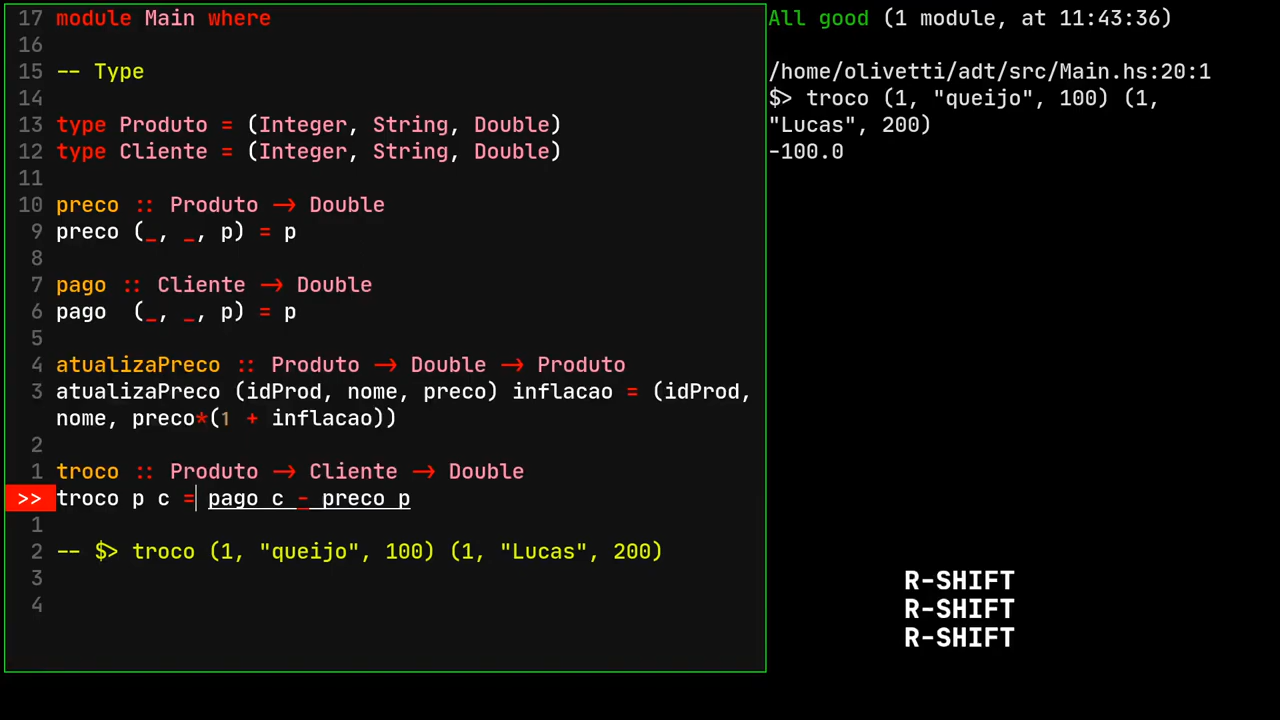 17 module Main where
16
15 -- Type
14
13 type Produto = (Integer, String, Double)
12 type Cliente = (Integer, String, Double)
11
10 preco :: Produto -> Double
9 preco (_, _, p) = p
8
7 pago :: Cliente -> Double
6 pago  (_, _, p) = p
5
4 atualizaPreco :: Produto -> Double -> Produto
3 atualizaPreco (idProd, nome, preco) inflacao = (idProd,
nome, preco*(1 + inflacao))
2
1 troco :: Produto -> Cliente -> Double
>> troco p c = pago c - preco p
1
2 -- $> troco (1, "queijo", 100) (1, "Lucas", 200)
3
4
All good (1 module, at 11:43:36)
/home/olivetti/adt/src/Main.hs:20:1
$> troco (1, "queijo", 100) (1,
"Lucas", 200)
-100.0
R-SHIFT
R-SHIFT
R-SHIFT